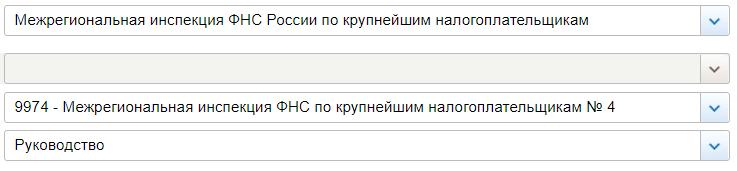 Межрегиональная инспекция ФНС России по крупнейшим налогоплательщикам
9974 - Межрегиональная инспекция ФНС по крупнейшим налогоплательщикам № 4
Руководство